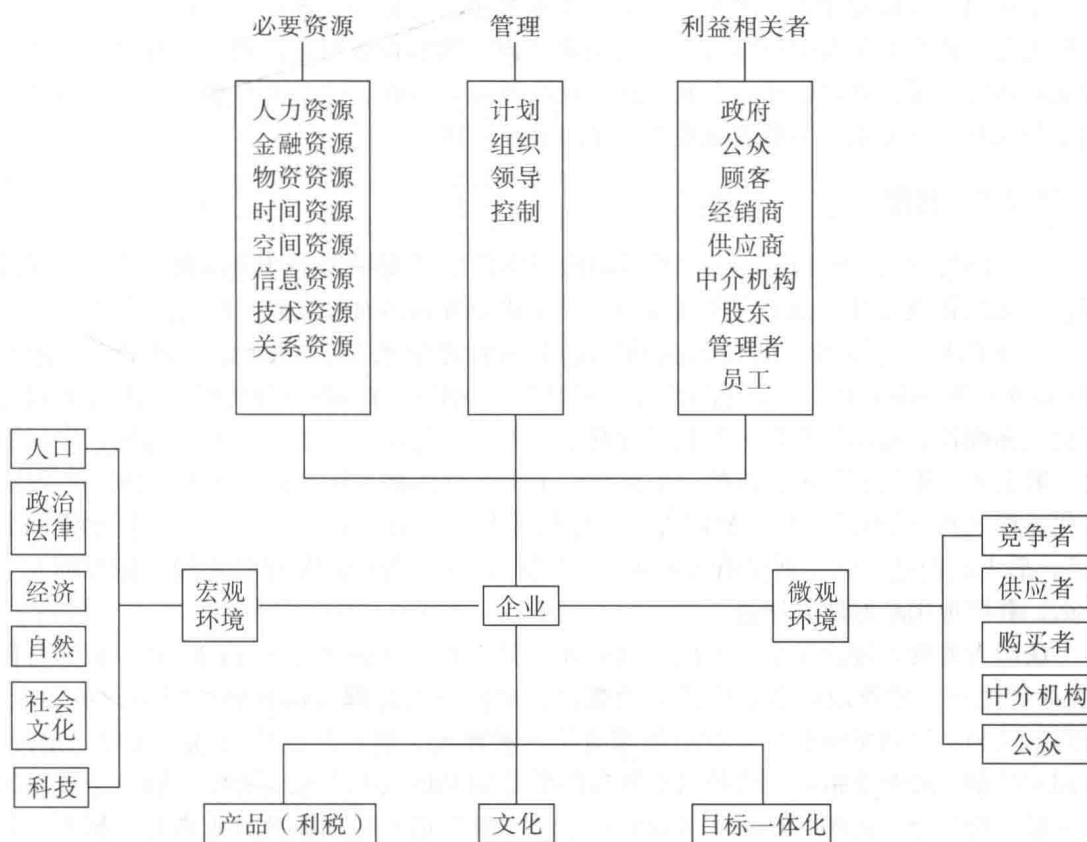 必要资源
管理
利益相关者
人力资源
金融资源
物资资源
时间资源
空间资源
信息资源
技术资源
关系资源
计划
组织
领导
控制
政府
公众
顾客
经销商
供应商
中介机构
股东
管理者
员工
人口
政治
法律
经济
自然
社会
文化
科技
宏观
环境
企业
微观
环境
竞争者
供应者
购买者
中介机构
公众
产品（利税）
文化
目标一体化